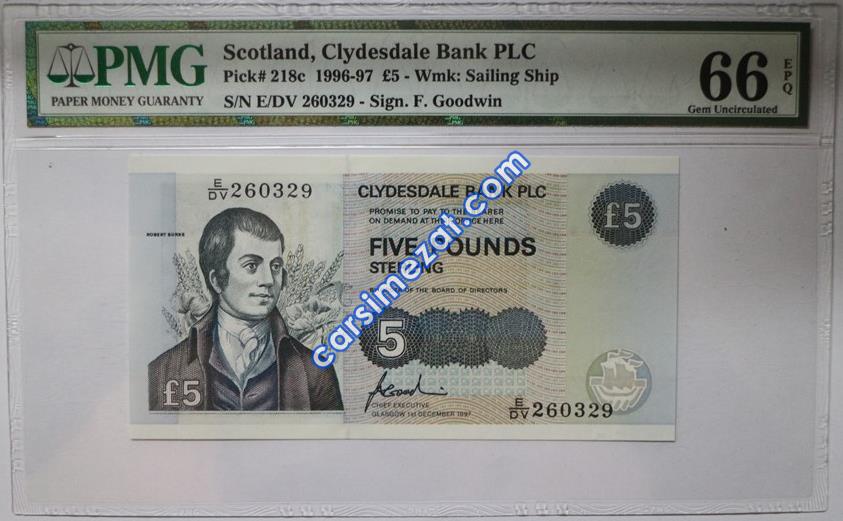 PMG
PAPER MONEY GUARANTY
Scotland, Clydesdale Bank PLC
Pick# 218c 1996-97 £5 - Wmk: Sailing Ship
S/N E/DV 260329 - Sign. F. Goodwin
66 EPQ
Gem Uncirculated
E/DV 260329
CLYDESDALE BANK PLC
PROMISE TO PAY TO THE BEARER
ON DEMAND AT THE OFFICE HERE
£5
ROBERT BURNS
FIVE POUNDS
STERLING
BY ORDER OF THE BOARD OF DIRECTORS
carsimezat.com
5
£5
CHIEF EXECUTIVE
GLASGOW 1st DECEMBER 1997
E/DV 260329